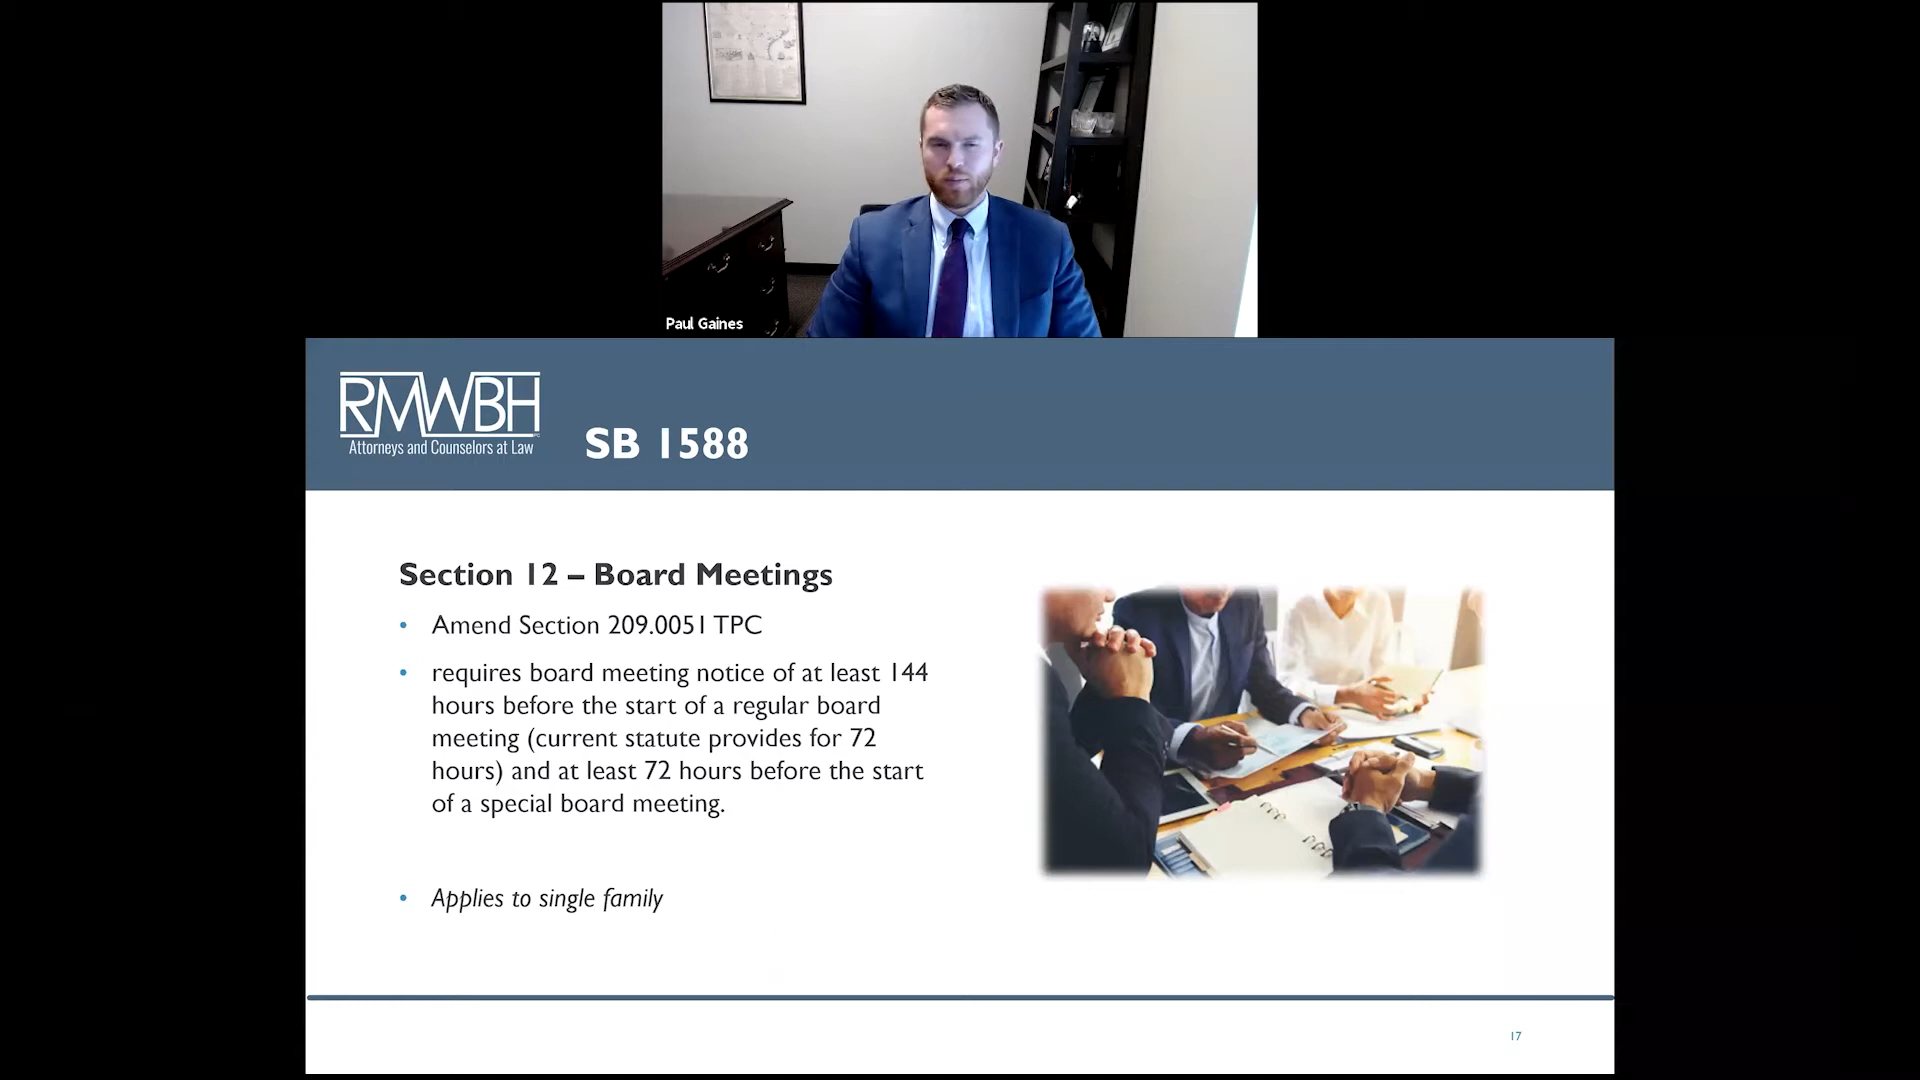 Paul Gaines
RMWBH
Attorneys and Counselors at Law
SB 1588
Section 12 – Board Meetings
• Amend Section 209.0051 TPC
• requires board meeting notice of at least 144
hours before the start of a regular board
meeting (current statute provides for 72
hours) and at least 72 hours before the start
of a special board meeting.
• Applies to single family
17